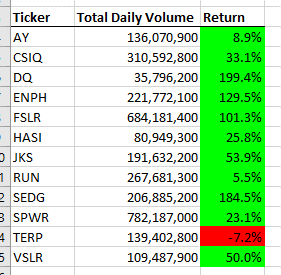 Ticker Total Daily Volume Return
AY 136,070,900 8.9%
CSIQ 310,592,800 33.1%
DQ 35,796,200 199.4%
ENPH 221,772,100 129.5%
FSLR 684,181,400 101.3%
HASI 80,949,300 25.8%
JKS 191,632,200 53.9%
RUN 267,681,300 5.5%
SEDG 206,885,200 184.5%
SPWR 782,187,000 23.1%
TERP 139,402,800 -7.2%
VSLR 109,487,900 50.0%